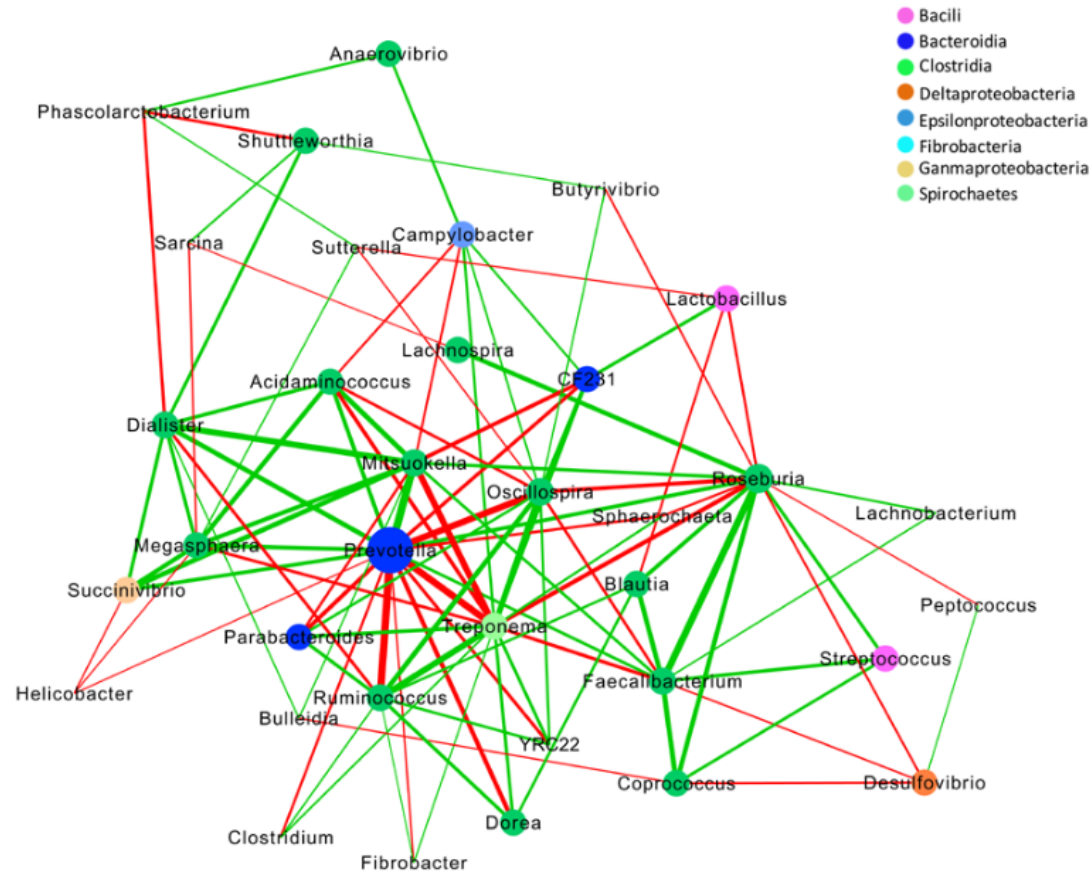 Bacili
Bacteroidia
Clostridia
Deltaproteobacteria
Epsilonproteobacteria
Fibrobacteria
Ganmaproteobacteria
Spirochaetes
Anaerovibrio
Phascolarctobacterium
Shuttleworthia
Butyrivibrio
Sarcina
Sutterella
Campylobacter
Lactobacillus
Lachnospira
Acidaminococcus
CF231
Dialister
Mitsuokella
Roseburia
Oscillospira
Sphaerochaeta
Lachnobacterium
Megasphaera
Prevotella
Succinivibrio
Blautia
Peptococcus
Treponema
Parabacteroides
Streptococcus
Faecalibacterium
Helicobacter
Ruminococcus
Bulleidia
YRC22
Coprococcus
Desulfovibrio
Dorea
Clostridium
Fibrobacter